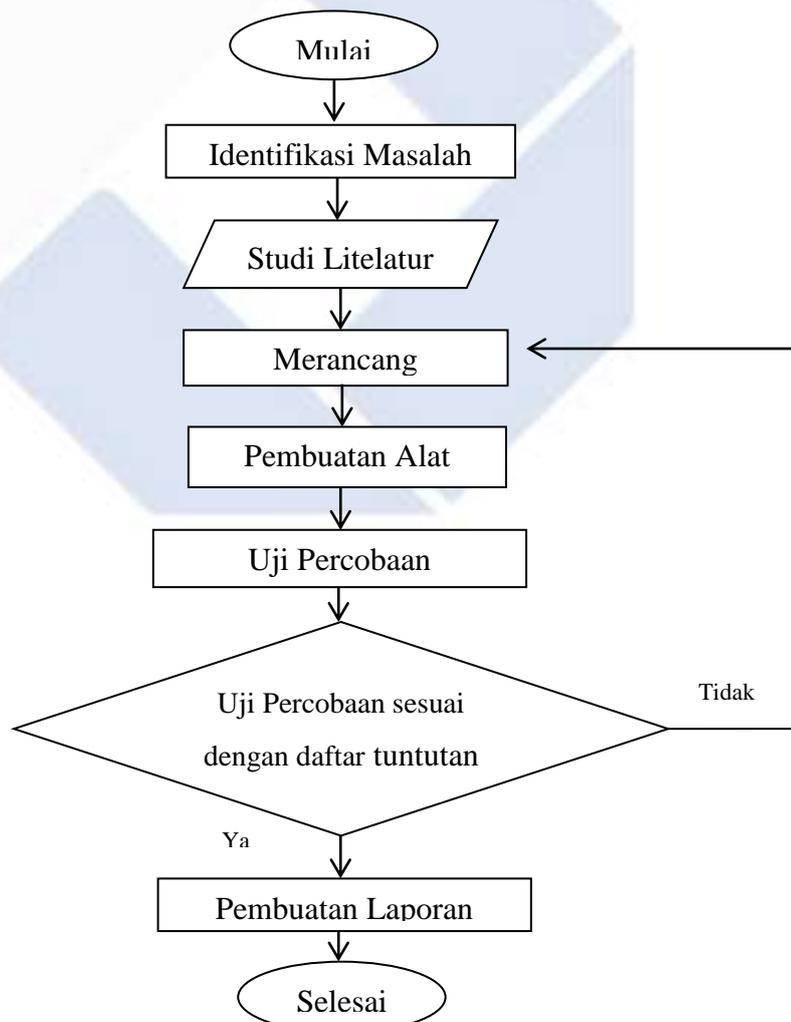 Mulai
Identifikasi Masalah
Studi Litelatur
Merancang
Pembuatan Alat
Uji Percobaan
Uji Percobaan sesuai
Tidak
dengan daftar tuntutan
Ya
Pembuatan Laporan
Selesai